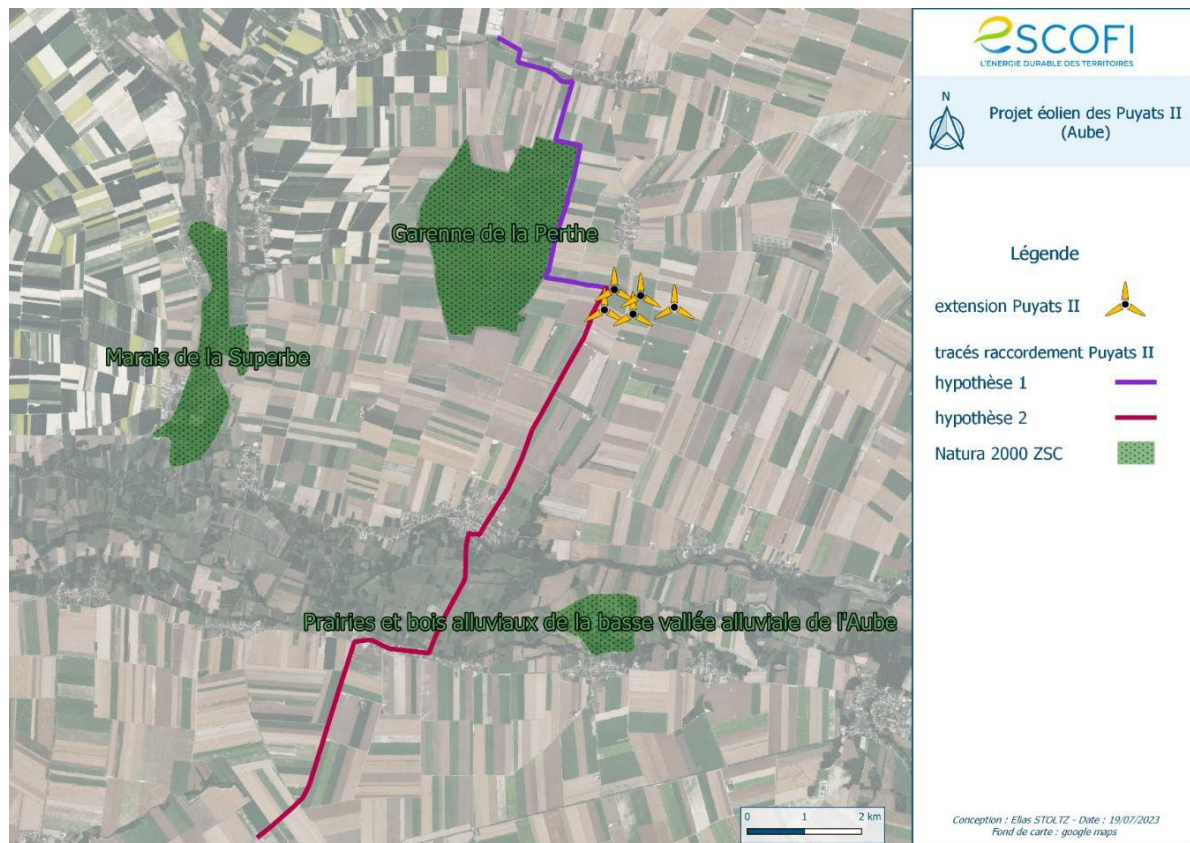 Garenne de la Perthe
Marais de la Superbe
Prairies et bois alluviaux de la basse vallée alluviale de l'Aube
0 1 2 km
eSCOFI
L'ÉNERGIE DURABLE DES TERRITOIRES
N
Projet éolien des Puyats II
(Aube)
Légende
extension Puyats II
tracés raccordement Puyats II
hypothèse 1
hypothèse 2
Natura 2000 ZSC
Conception : Elias STOLTZ - Date : 19/07/2023
Fond de carte : google maps